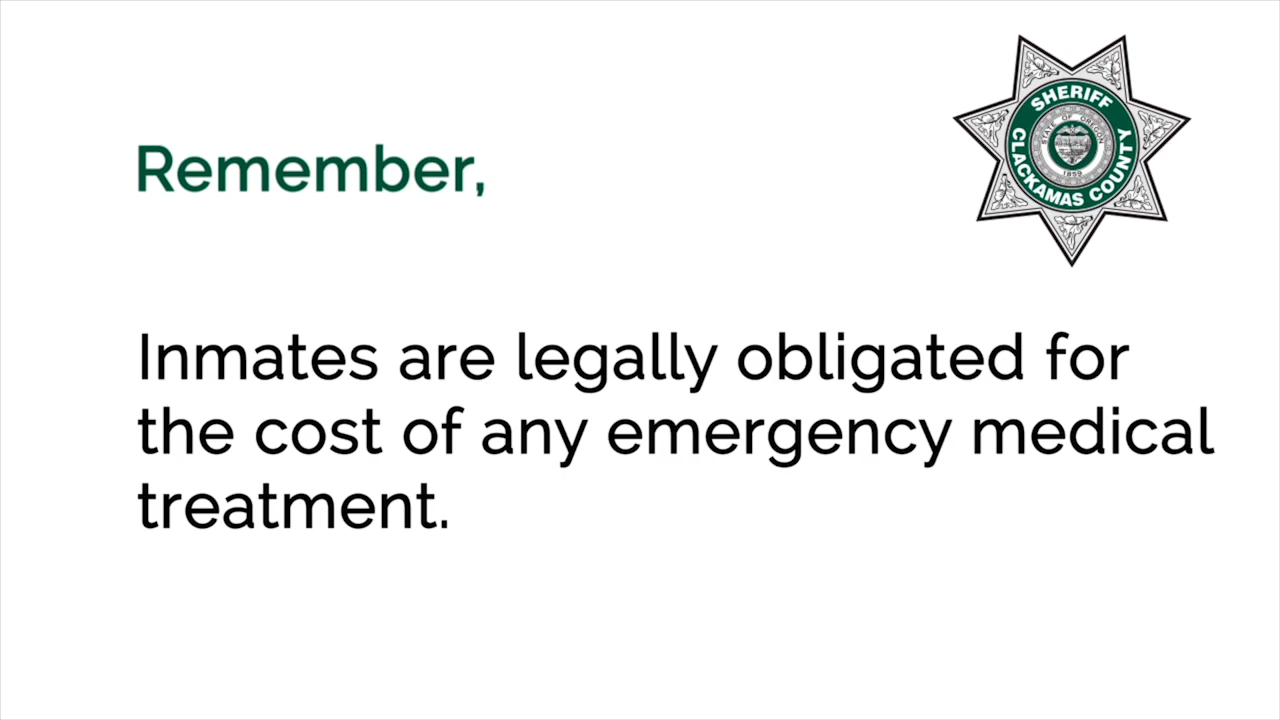 Remember,
SHERIFF
STATE OF OREGON
1859
CLACKAMAS COUNTY
Inmates are legally obligated for
the cost of any emergency medical
treatment.